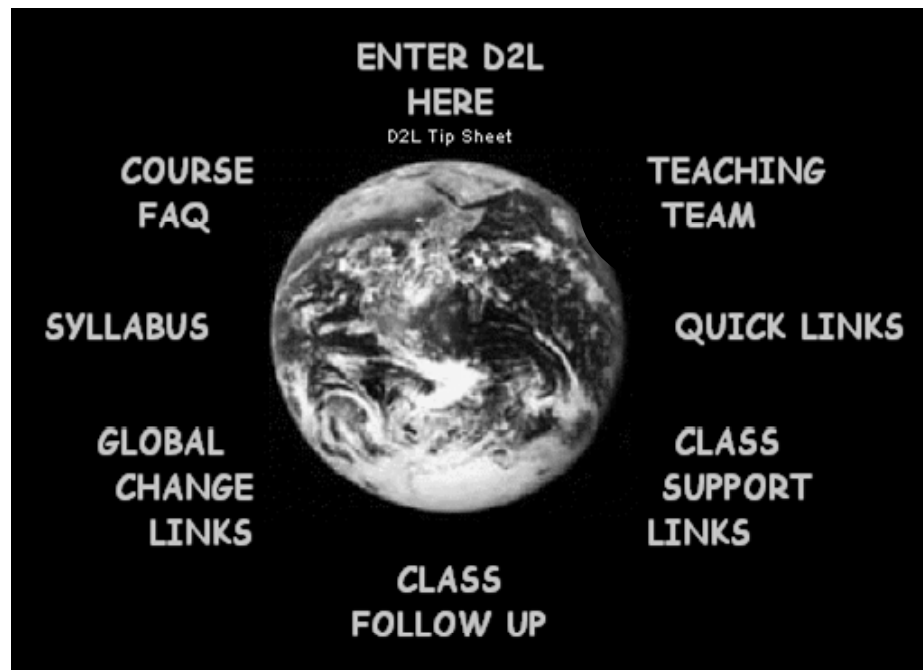 ENTER D2L
HERE
D2L Tip Sheet
COURSE
FAQ
TEACHING
TEAM
SYLLABUS
QUICK LINKS
GLOBAL
CHANGE
LINKS
CLASS
SUPPORT
LINKS
CLASS
FOLLOW UP